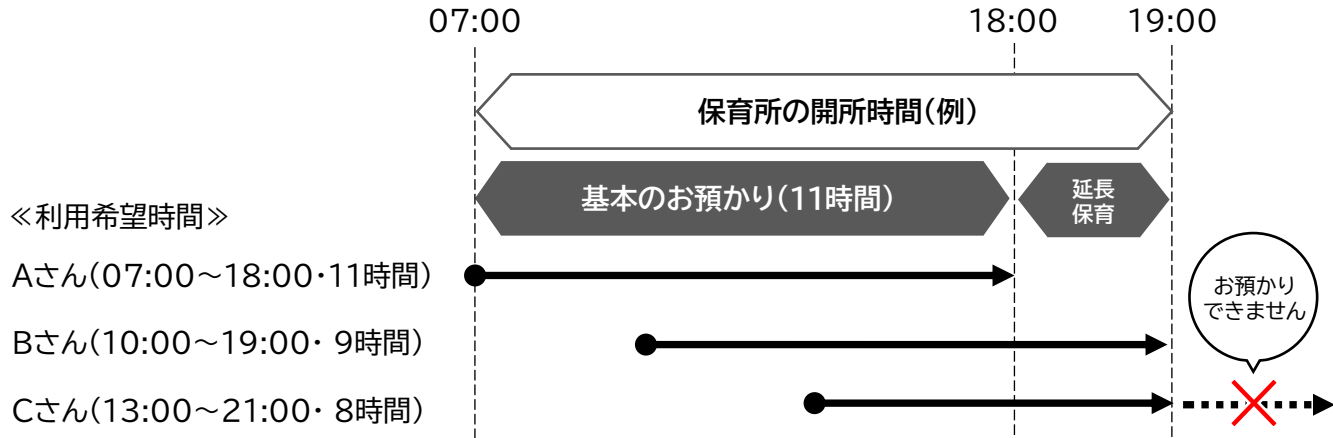 07:00 18:00 19:00
保育所の開所時間(例)
基本のお預かり(11時間)
延長
保育
≪利用希望時間≫
Aさん(07:00~18:00・11時間)
お預かり
できません
Bさん(10:00~19:00・ 9時間)
Cさん(13:00~21:00・ 8時間)